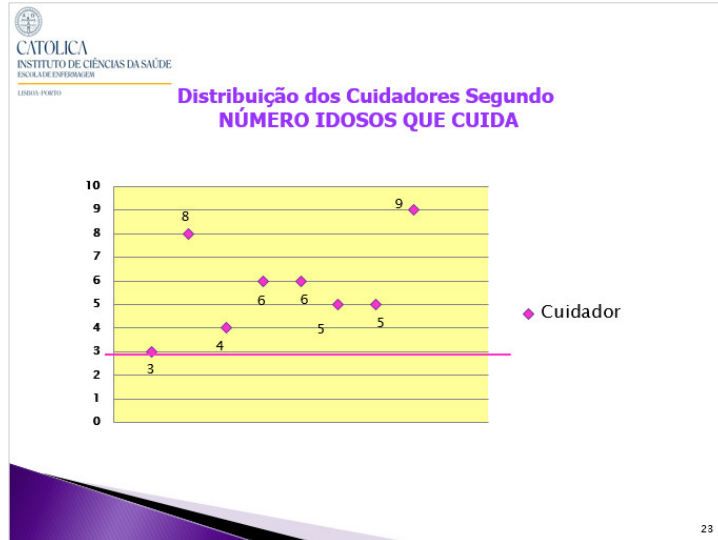 CATOLICA
INSTITUTO DE CIÊNCIAS DA SAÚDE
ESCOLA DE ENFERMAGEM
LISBOA·PORTO
Distribuição dos Cuidadores Segundo
NÚMERO IDOSOS QUE CUIDA
10
9
8
7
6
5
4
3
2
1
0
3
8
4
6
6
5
5
9
Cuidador
23